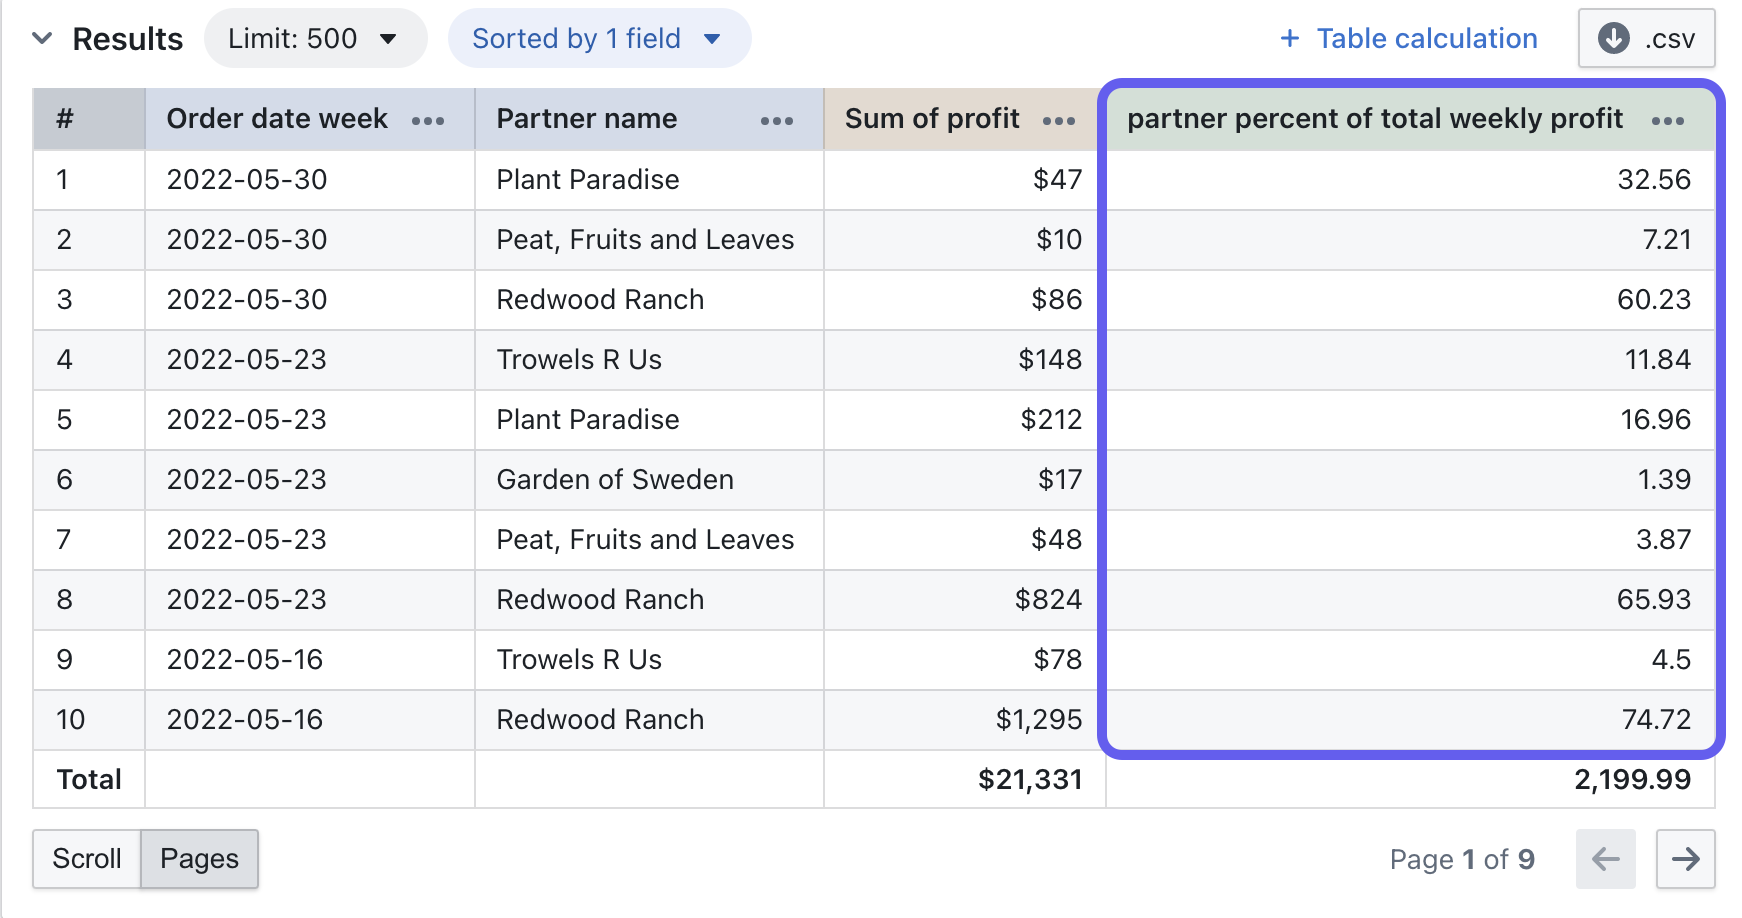 Results Limit: 500 Sorted by 1 field + Table calculation .csv
# Order date week ••• Partner name ••• Sum of profit ••• partner percent of total weekly profit •••
1 2022-05-30 Plant Paradise $47 32.56
2 2022-05-30 Peat, Fruits and Leaves $10 7.21
3 2022-05-30 Redwood Ranch $86 60.23
4 2022-05-23 Trowels R Us $148 11.84
5 2022-05-23 Plant Paradise $212 16.96
6 2022-05-23 Garden of Sweden $17 1.39
7 2022-05-23 Peat, Fruits and Leaves $48 3.87
8 2022-05-23 Redwood Ranch $824 65.93
9 2022-05-16 Trowels R Us $78 4.5
10 2022-05-16 Redwood Ranch $1,295 74.72
Total $21,331 2,199.99
Scroll Pages Page 1 of 9